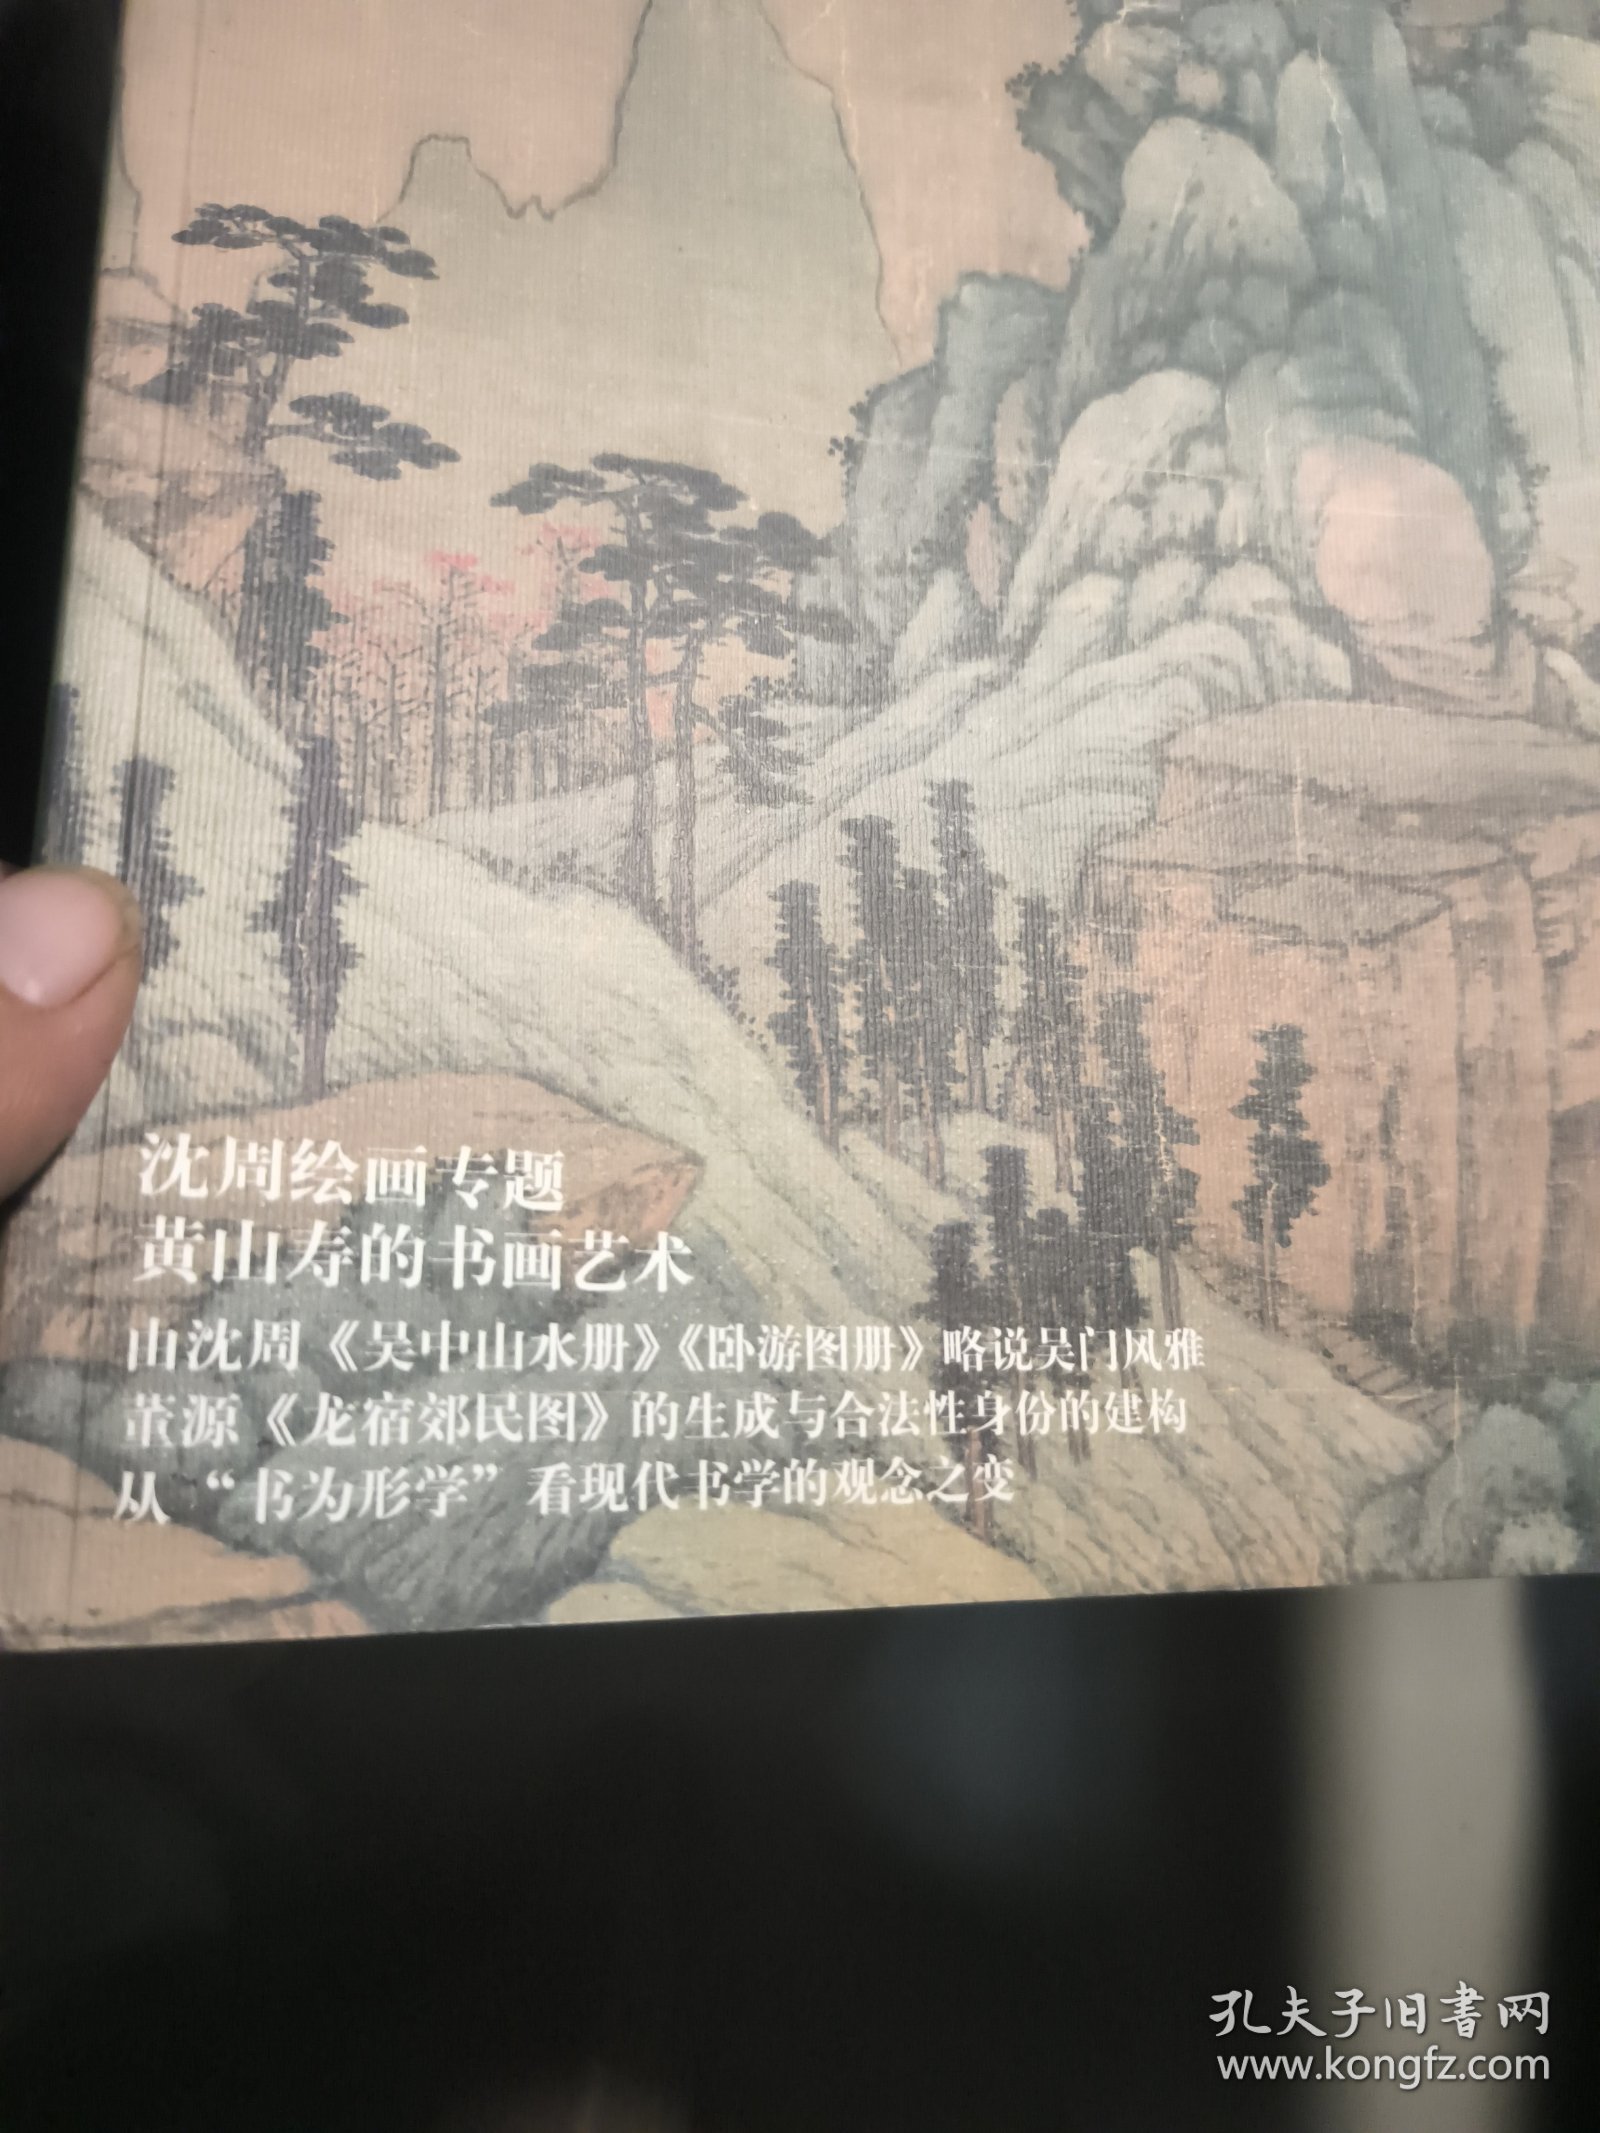 沈周绘画专题
黄山寿的书画艺术
由沈周《吴中山水册》《卧游图册》略说吴门风雅
董源《龙宿郊民图》的生成与合法性身份的建构
从“书为形学”看现代书学的观念之变
孔夫子旧書网
www.kongfz.com